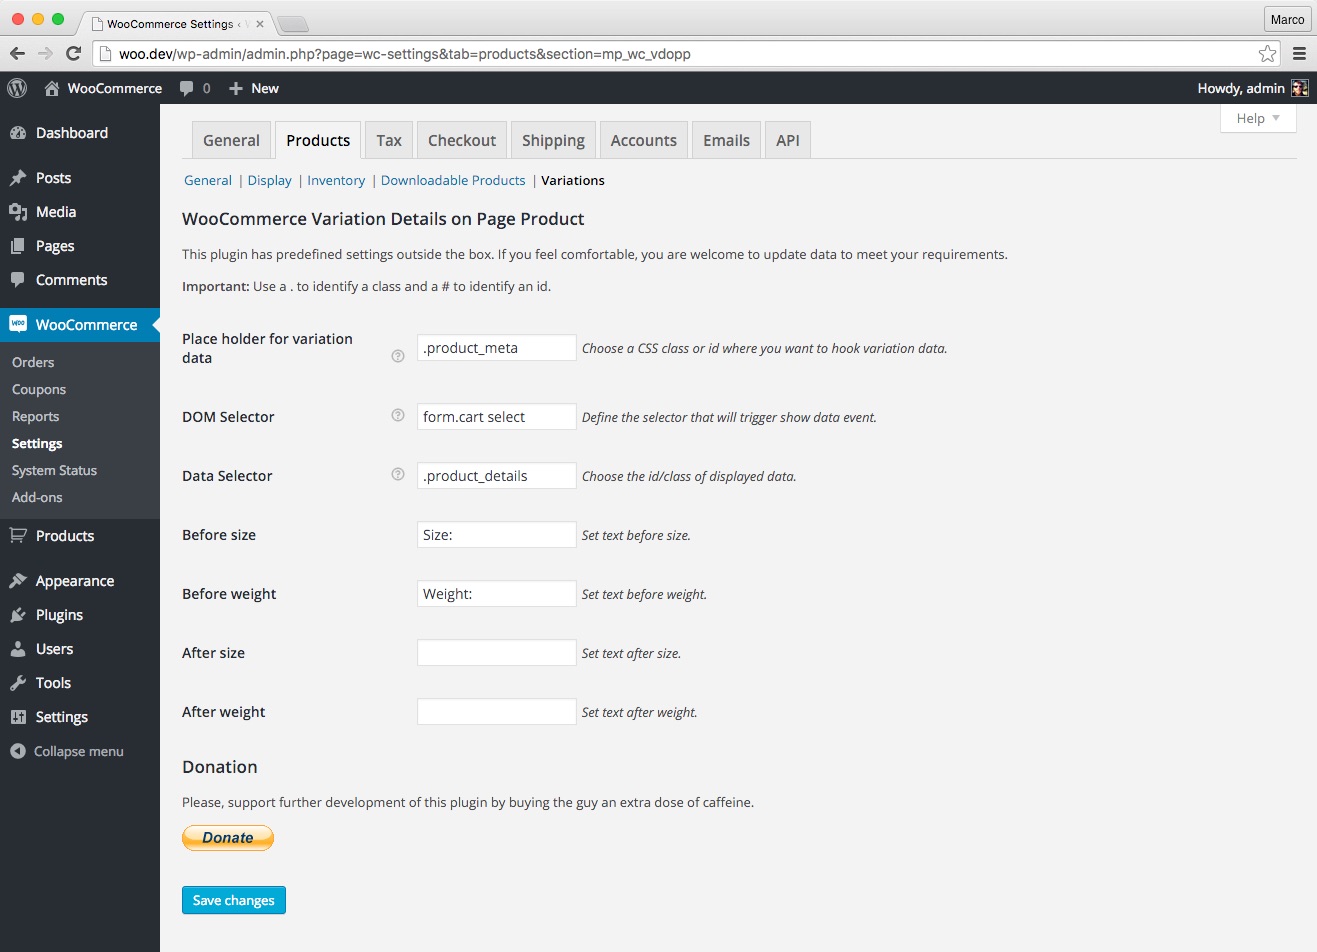 WooCommerce Settings ‹
Marco
woo.dev/wp-admin/admin.php?page=wc-settings&tab=products&section=mp_wc_vdopp
WooCommerce 0 New
Howdy, admin
Help
Dashboard
Posts
Media
Pages
Comments
woo WooCommerce
Orders
Coupons
Reports
Settings
System Status
Add-ons
Products
Appearance
Plugins
Users
Tools
Settings
Collapse menu
General Products Tax Checkout Shipping Accounts Emails API
General | Display | Inventory | Downloadable Products | Variations
WooCommerce Variation Details on Page Product
This plugin has predefined settings outside the box. If you feel comfortable, you are welcome to update data to meet your requirements.
Important: Use a . to identify a class and a # to identify an id.
Place holder for variation
data
? .product_meta Choose a CSS class or id where you want to hook variation data.
DOM Selector ? form.cart select Define the selector that will trigger show data event.
Data Selector ? .product_details Choose the id/class of displayed data.
Before size Size: Set text before size.
Before weight Weight: Set text before weight.
After size Set text after size.
After weight Set text after weight.
Donation
Please, support further development of this plugin by buying the guy an extra dose of caffeine.
Donate
Save changes